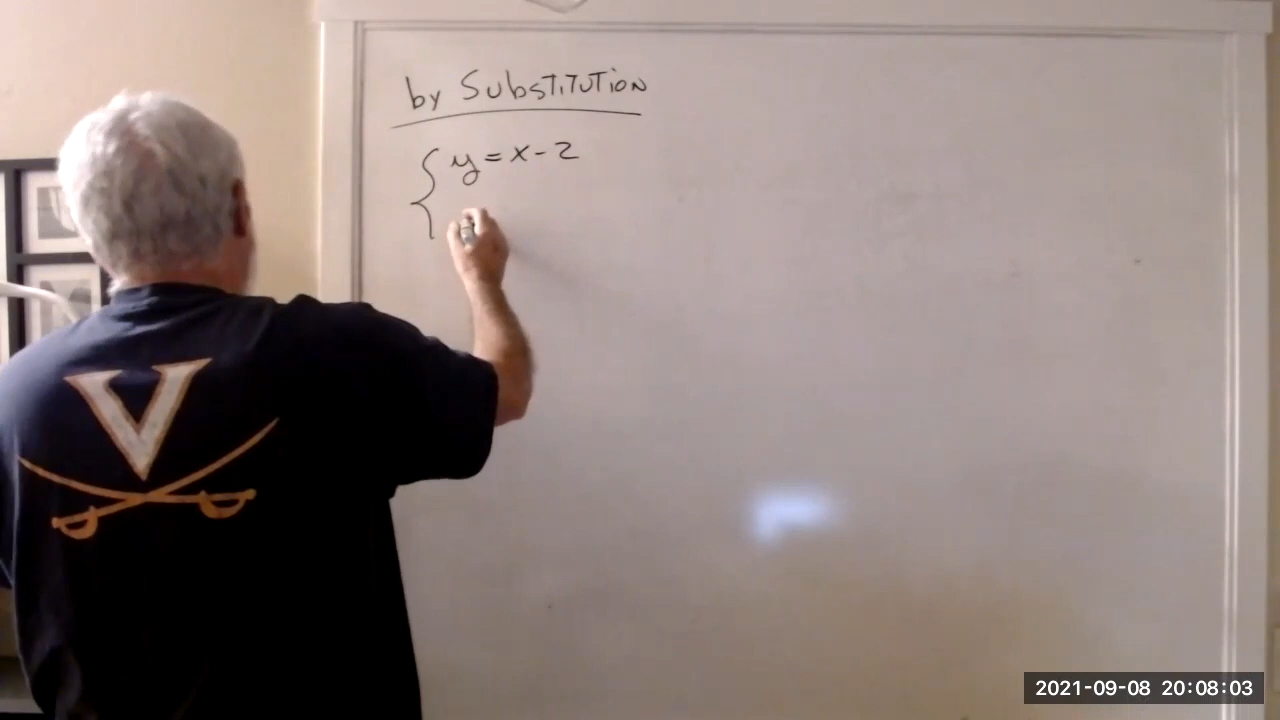 by Substitution
y = x - 2
V
2021-09-08 20:08:03